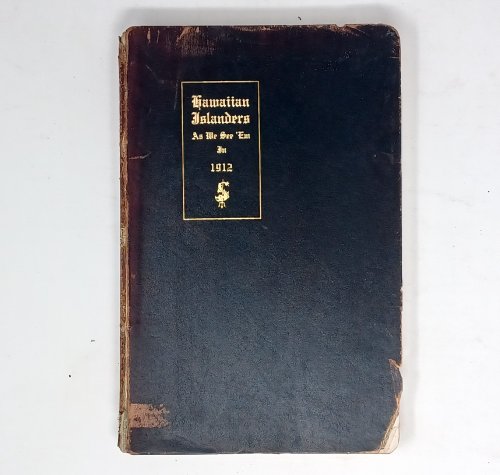 Hawaiian
Islanders
As We See 'Em
In
1912
S